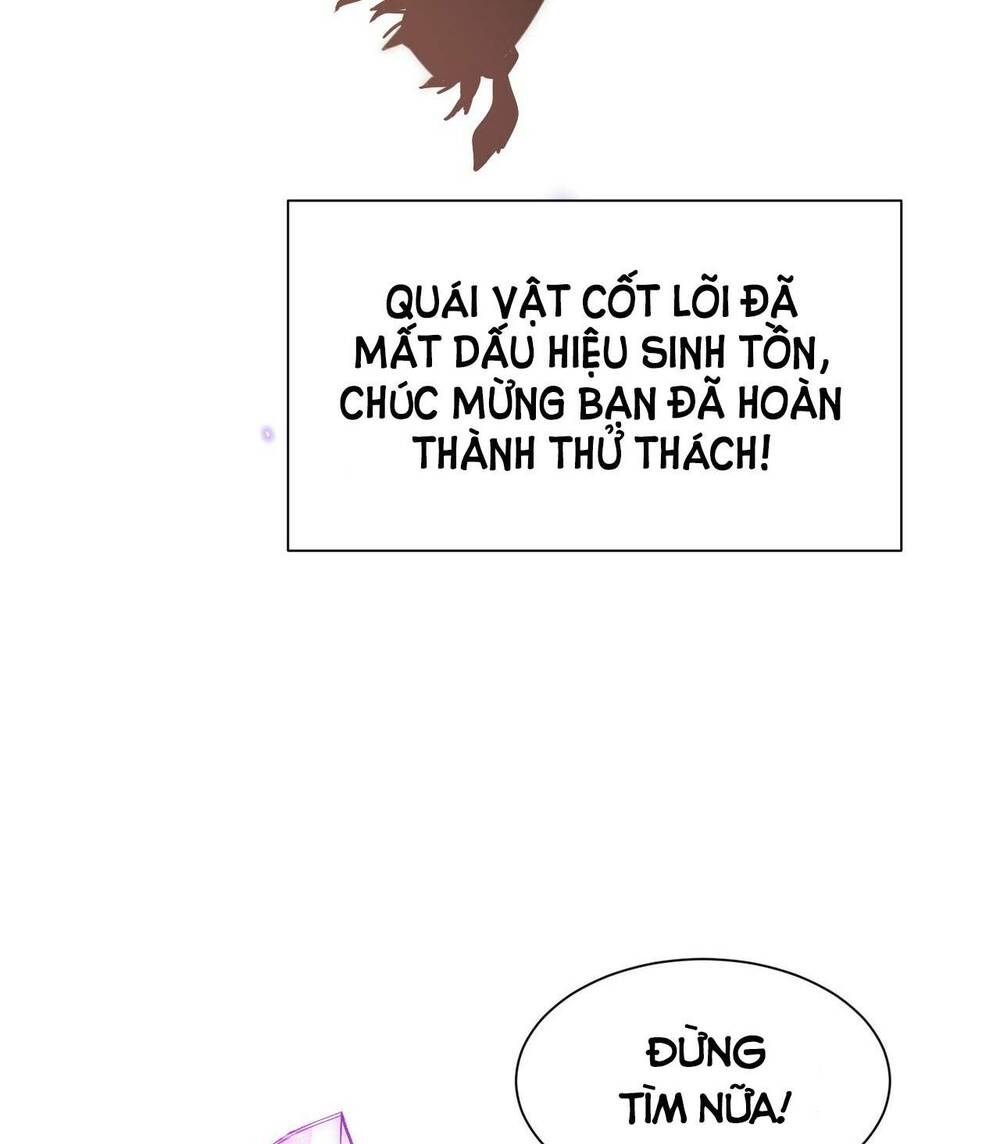 QUÁI VẬT CỐT LÕI ĐÃ
MẤT DẤU HIỆU SINH TỒN,
CHÚC MỪNG BẠN ĐÃ HOÀN
THÀNH THỬ THÁCH!
ĐỪNG
TÌM NỮA!